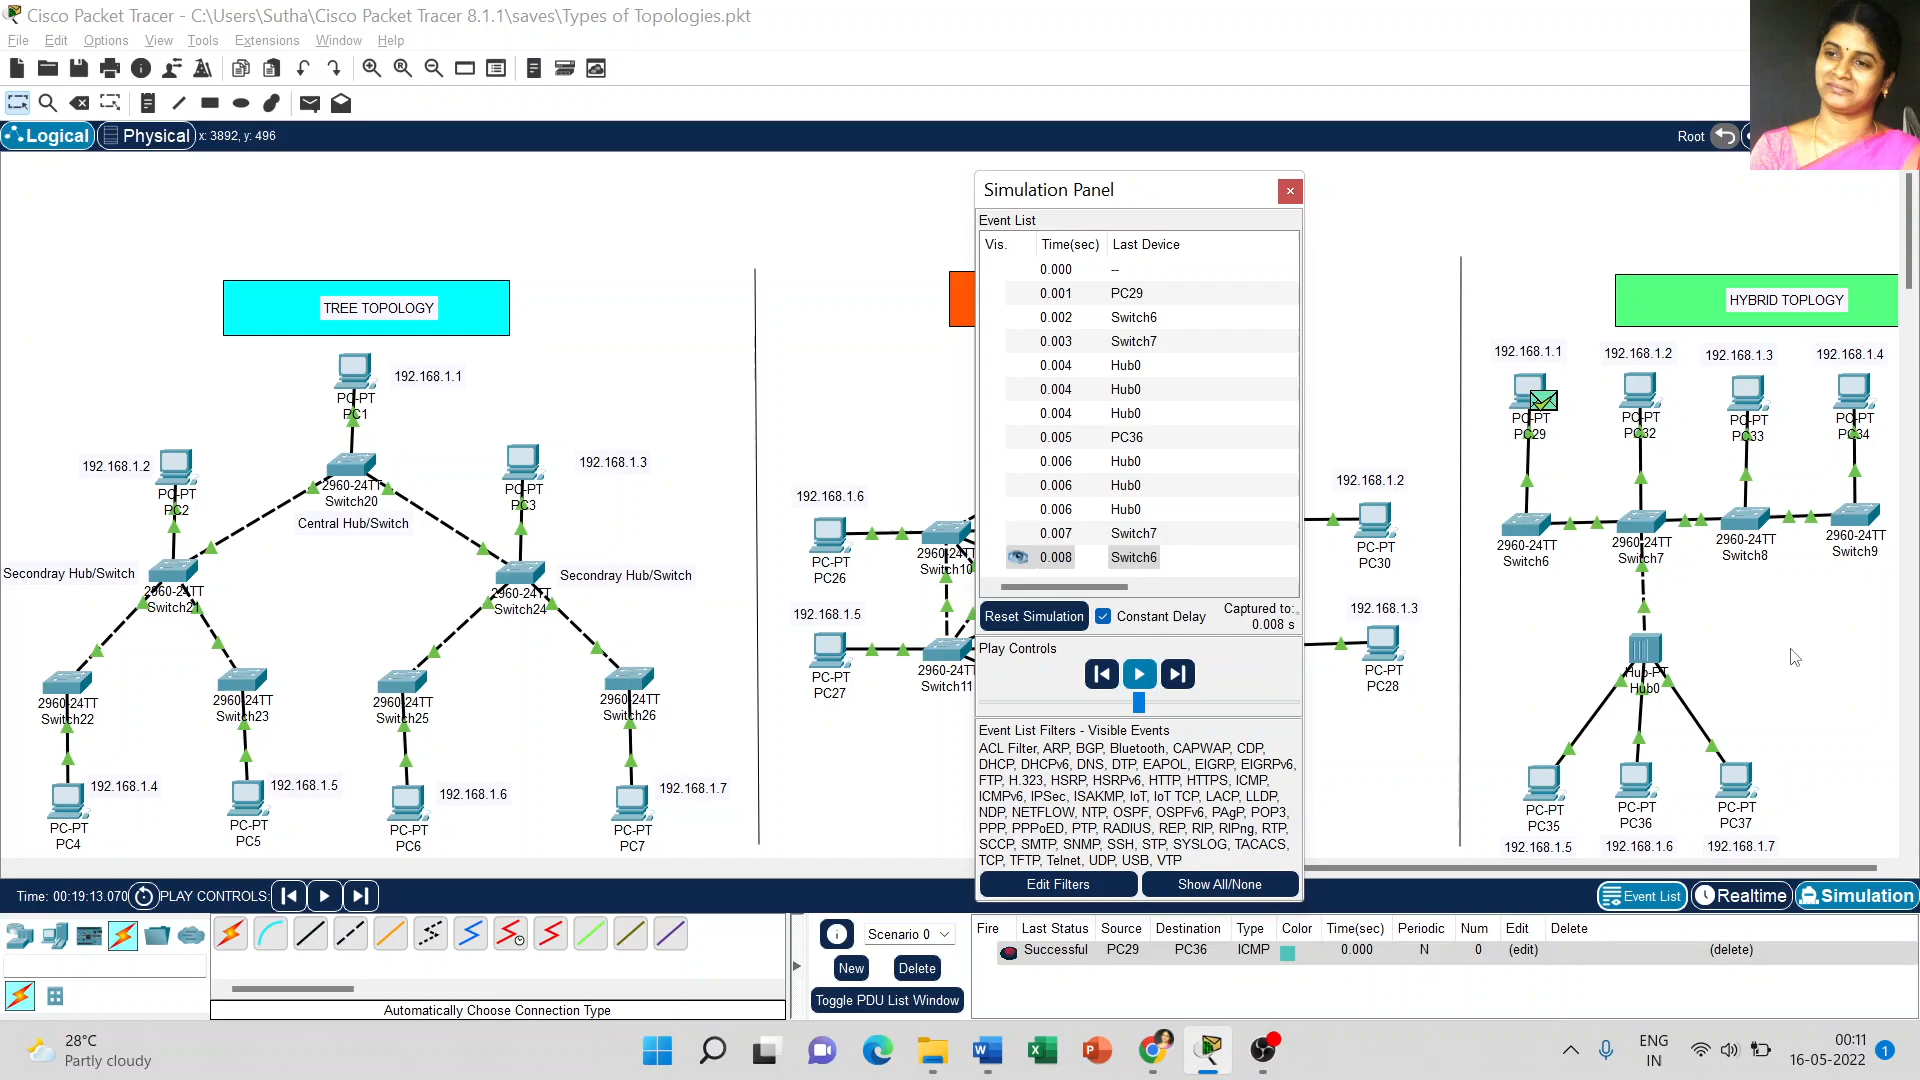 Cisco Packet Tracer - C:\Users\Sutha\Cisco Packet Tracer 8.1.1\saves\Types of Topologies.pkt
File Edit Options View Tools Extensions Window Help
Logical Physical x: 3892, y: 496 Root
TREE TOPOLOGY
192.168.1.1
PC-PT
PC1
192.168.1.2
PC-PT
PC2
192.168.1.3
PC-PT
PC3
2960-24TT
Switch20
Central Hub/Switch
Secondray Hub/Switch
2960-24TT
Switch21
Secondray Hub/Switch
2960-24TT
Switch24
2960-24TT
Switch22
2960-24TT
Switch23
2960-24TT
Switch25
2960-24TT
Switch26
192.168.1.4
PC-PT
PC4
192.168.1.5
PC-PT
PC5
192.168.1.6
PC-PT
PC6
192.168.1.7
PC-PT
PC7
192.168.1.6
PC-PT
PC26
2960-24TT
Switch10
192.168.1.5
PC-PT
PC27
2960-24TT
Switch11
Simulation Panel
Event List
Vis. Time(sec) Last Device
0.000 --
0.001 PC29
0.002 Switch6
0.003 Switch7
0.004 Hub0
0.004 Hub0
0.004 Hub0
0.005 PC36
0.006 Hub0
0.006 Hub0
0.006 Hub0
0.007 Switch7
0.008 Switch6
Reset Simulation Constant Delay Captured to:
0.008 s
Play Controls
Event List Filters - Visible Events
ACL Filter, ARP, BGP, Bluetooth, CAPWAP, CDP,
DHCP, DHCPv6, DNS, DTP, EAPOL, EIGRP, EIGRPv6,
FTP, H.323, HSRP, HSRPv6, HTTP, HTTPS, ICMP,
ICMPv6, IPSec, ISAKMP, IoT, IoT TCP, LACP, LLDP,
NDP, NETFLOW, NTP, OSPF, OSPFv6, PAgP, POP3,
PPP, PPPoED, PTP, RADIUS, REP, RIP, RIPng, RTP,
SCCP, SMTP, SNMP, SSH, STP, SYSLOG, TACACS,
TCP, TFTP, Telnet, UDP, USB, VTP
Edit Filters Show All/None
192.168.1.2
PC-PT
PC30
192.168.1.3
PC-PT
PC28
HYBRID TOPLOGY
192.168.1.1 192.168.1.2 192.168.1.3 192.168.1.4
PC-PT PC-PT PC-PT PC-PT
PC29 PC32 PC33 PC34
2960-24TT 2960-24TT 2960-24TT 2960-24TT
Switch6 Switch7 Switch8 Switch9
Hub-PT
Hub0
PC-PT PC-PT PC-PT
PC35 PC36 PC37
192.168.1.5 192.168.1.6 192.168.1.7
Time: 00:19:13.070 PLAY CONTROLS: Event List Realtime Simulation
Automatically Choose Connection Type
Scenario 0
New Delete
Toggle PDU List Window
Fire Last Status Source Destination Type Color Time(sec) Periodic Num Edit Delete
Successful PC29 PC36 ICMP 0.000 N 0 (edit) (delete)
28°C
Partly cloudy
ENG
IN
00:11
16-05-2022
1